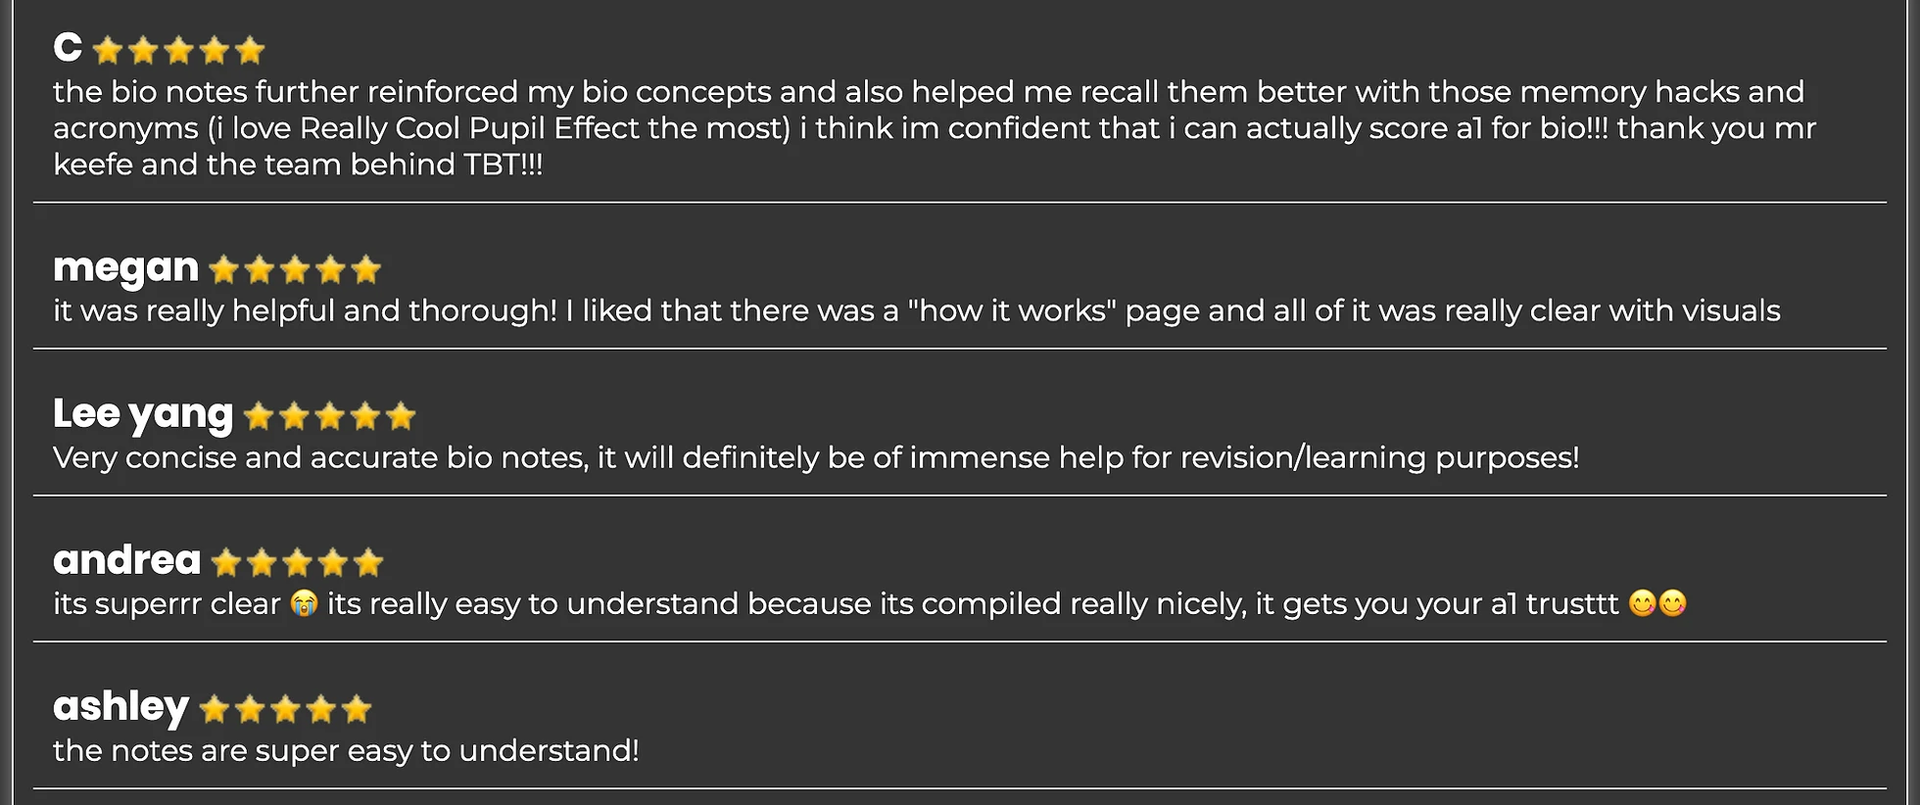 C ⭐⭐⭐⭐⭐
the bio notes further reinforced my bio concepts and also helped me recall them better with those memory hacks and
acronyms (i love Really Cool Pupil Effect the most) i think im confident that i can actually score a1 for bio!!! thank you mr
keefe and the team behind TBT!!!
megan ⭐⭐⭐⭐⭐
it was really helpful and thorough! I liked that there was a "how it works" page and all of it was really clear with visuals
Lee yang ⭐⭐⭐⭐⭐
Very concise and accurate bio notes, it will definitely be of immense help for revision/learning purposes!
andrea ⭐⭐⭐⭐⭐
its superrr clear 😭 its really easy to understand because its compiled really nicely, it gets you your a1 trusttt 😋😋
ashley ⭐⭐⭐⭐⭐
the notes are super easy to understand!